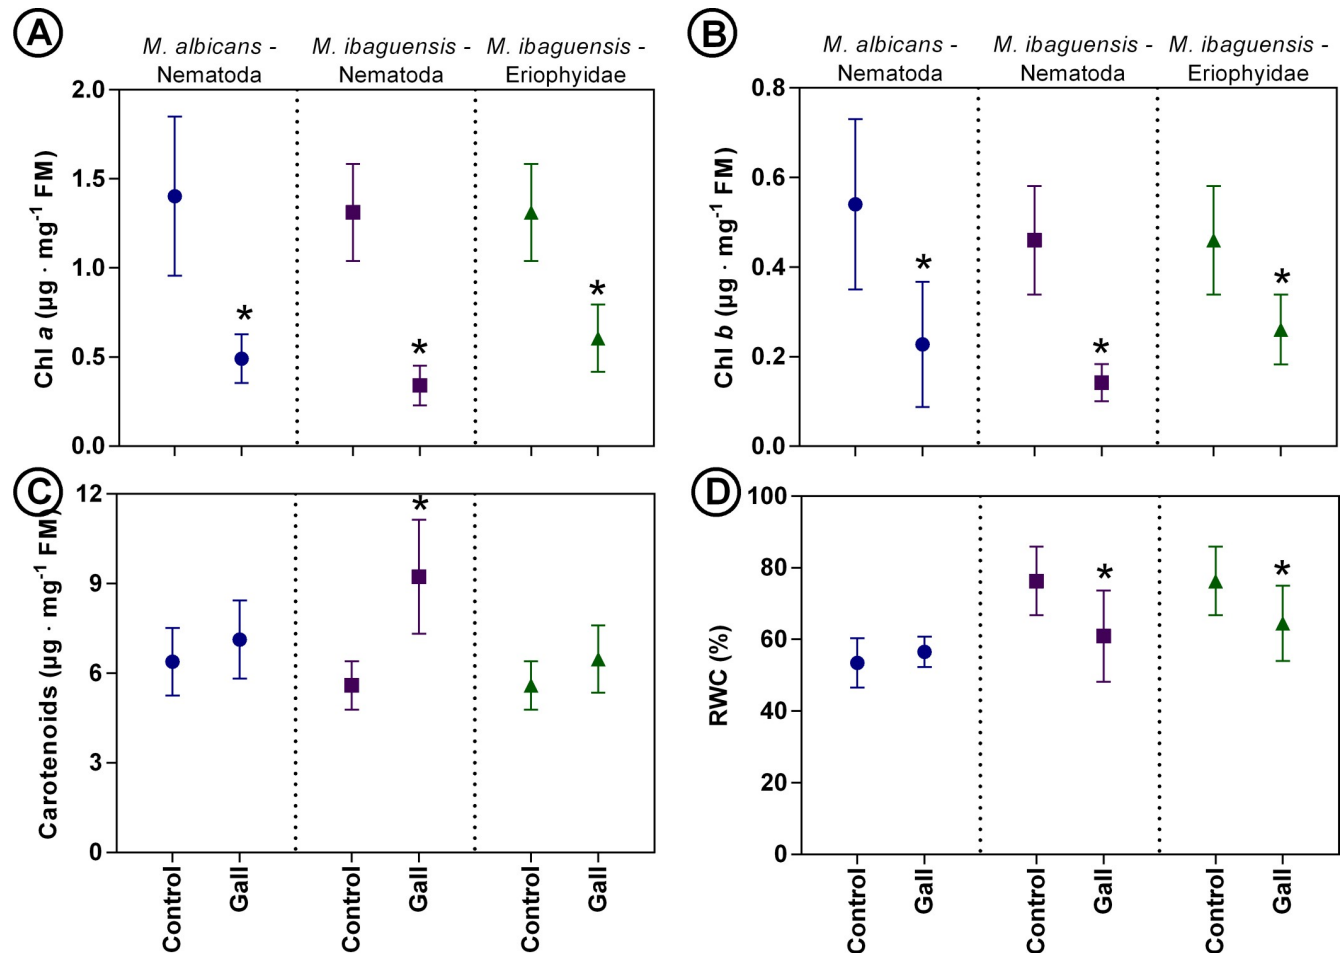 A
M. albicans -
Nematoda
M. ibaguensis -
Nematoda
M. ibaguensis -
Eriophyidae
Chl a (µg · mg⁻¹ FM)
2.0
1.5
1.0
0.5
0.0
*
*
*
B
M. albicans -
Nematoda
M. ibaguensis -
Nematoda
M. ibaguensis -
Eriophyidae
Chl b (µg · mg⁻¹ FM)
0.8
0.6
0.4
0.2
0.0
*
*
*
C
Carotenoids (µg · mg⁻¹ FM)
12
9
6
3
0
*
Control
Gall
Control
Gall
Control
Gall
D
RWC (%)
100
80
60
40
20
0
*
*
Control
Gall
Control
Gall
Control
Gall